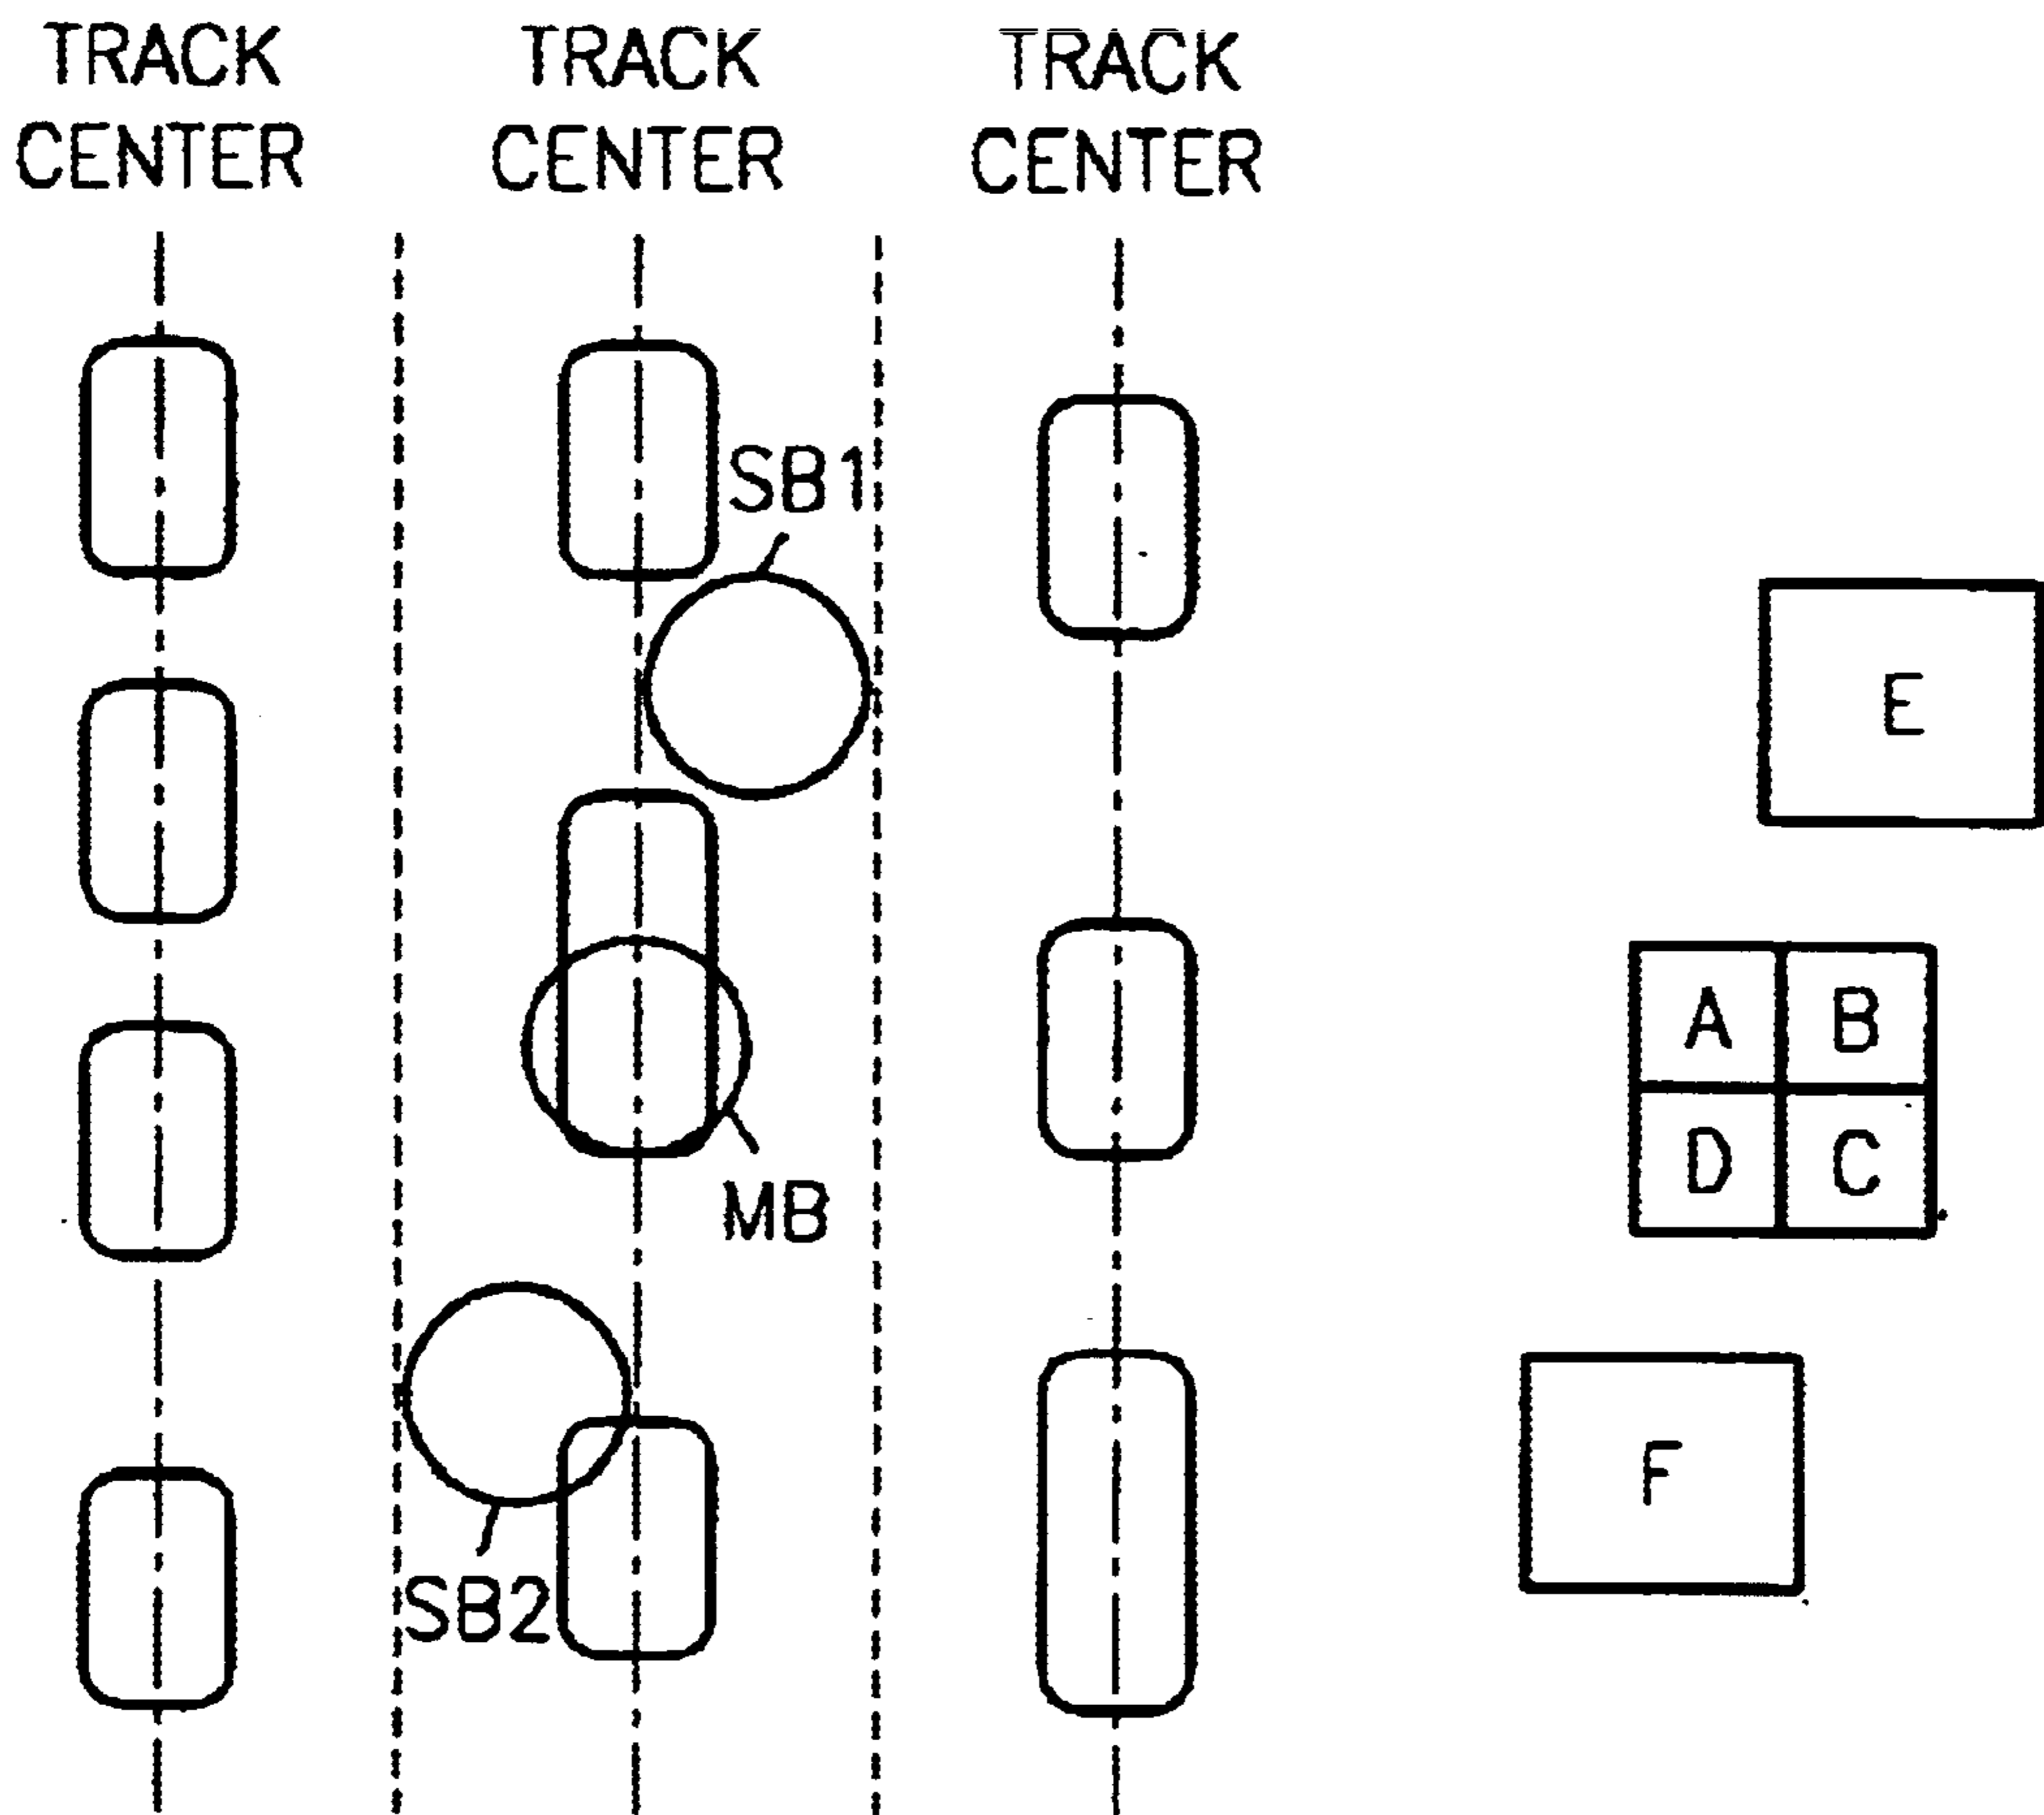 TRACK
CENTER
TRACK
CENTER
TRACK
CENTER
SB1
E
A B
D C
MB
F
SB2